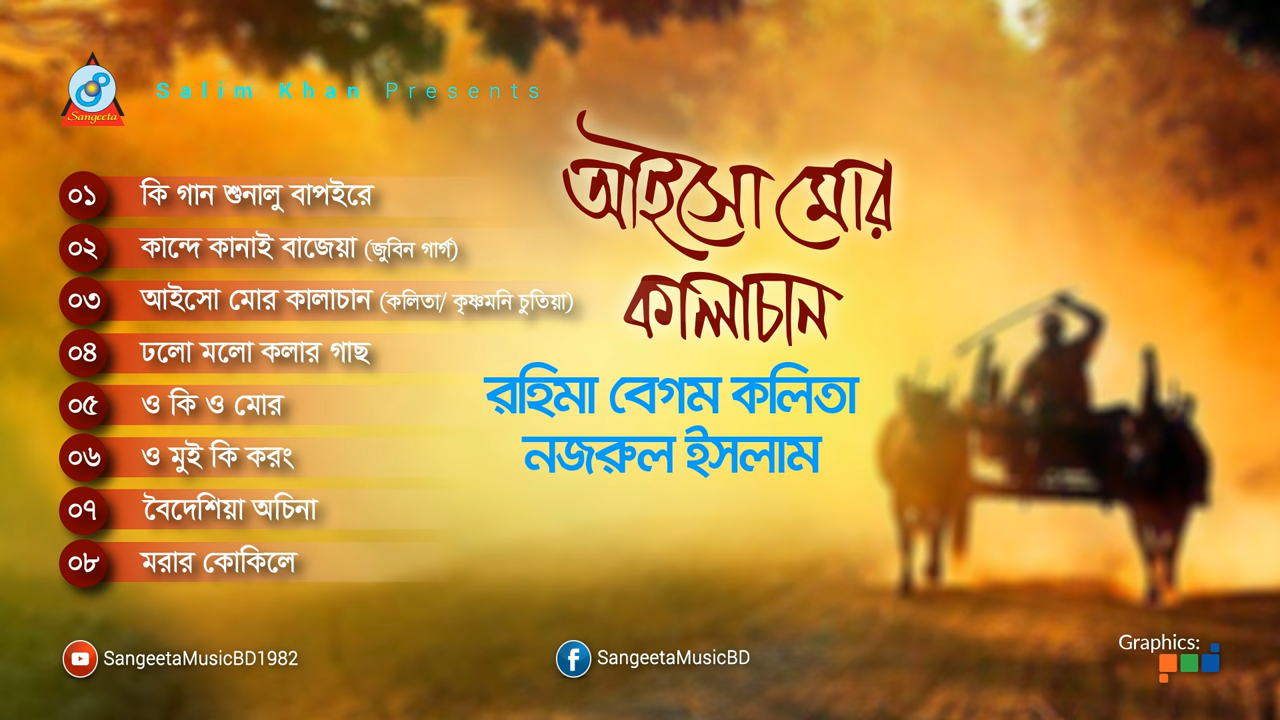 Sangeeta
Salim Khan Presents
আইসো মোর
কালাচান
রহিমা বেগম কলিতা
নজরুল ইসলাম
০১ কি গান শুনালু বাপইরে
০২ কান্দে কানাই বাজেয়া (জুবিন গার্গ)
০৩ আইসো মোর কালাচান (কলিতা/ কৃষ্ণমনি চুতিয়া)
০৪ ঢলো মলো কলার গাছ
০৫ ও কি ও মোর
০৬ ও মুই কি করং
০৭ বৈদেশিয়া অচিনা
০৮ মরার কোকিলে
SangeetaMusicBD1982
SangeetaMusicBD
Graphics: